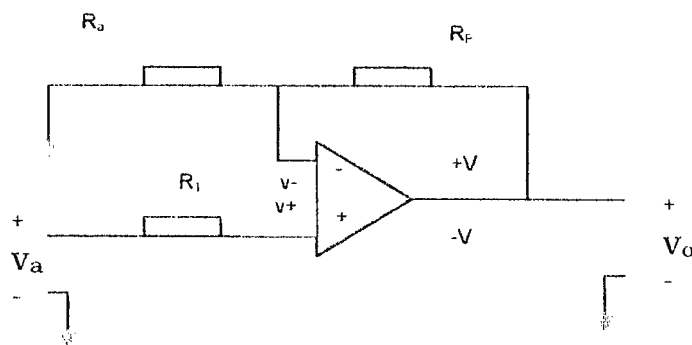 Ra RF
+V
v-
-
R1
v+
+
+ +
-V
Va Vo
- -